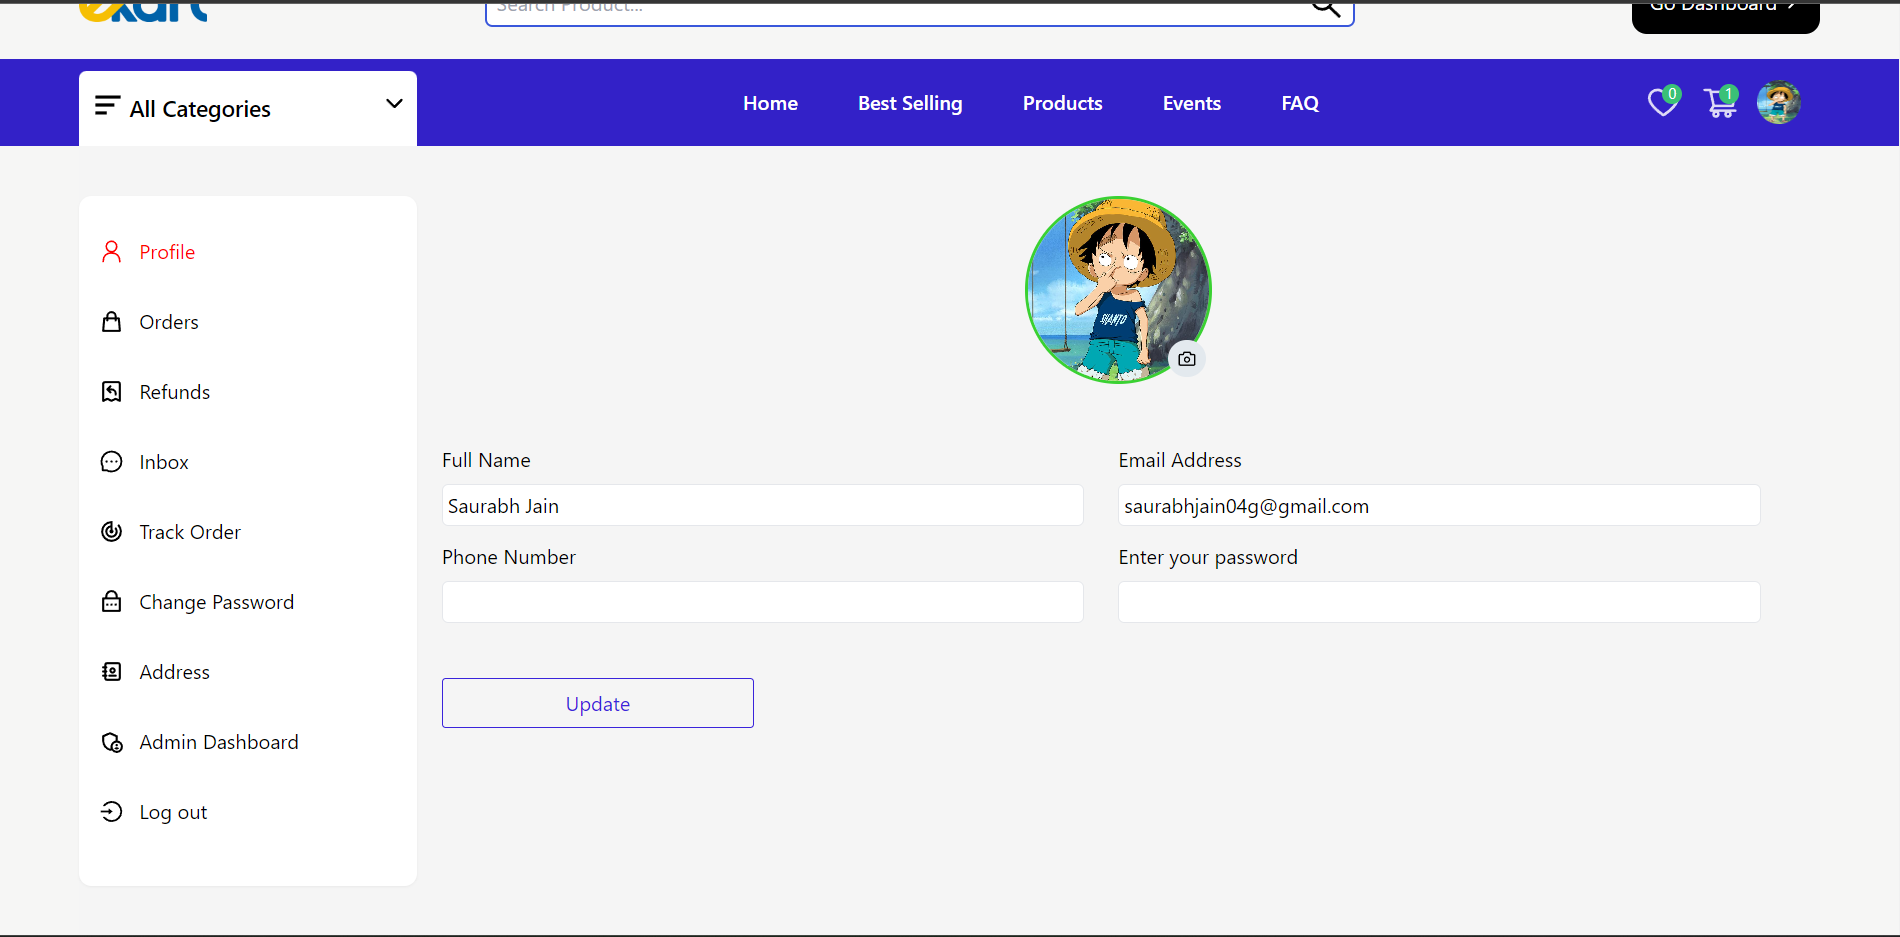 exart
Search Product...
Go Dashboard
All Categories
Home
Best Selling
Products
Events
FAQ
0
1
Profile
Orders
Refunds
Inbox
Track Order
Change Password
Address
Admin Dashboard
Log out
SHANTO
Full Name
Email Address
Saurabh Jain
saurabhjain04g@gmail.com
Phone Number
Enter your password
Update